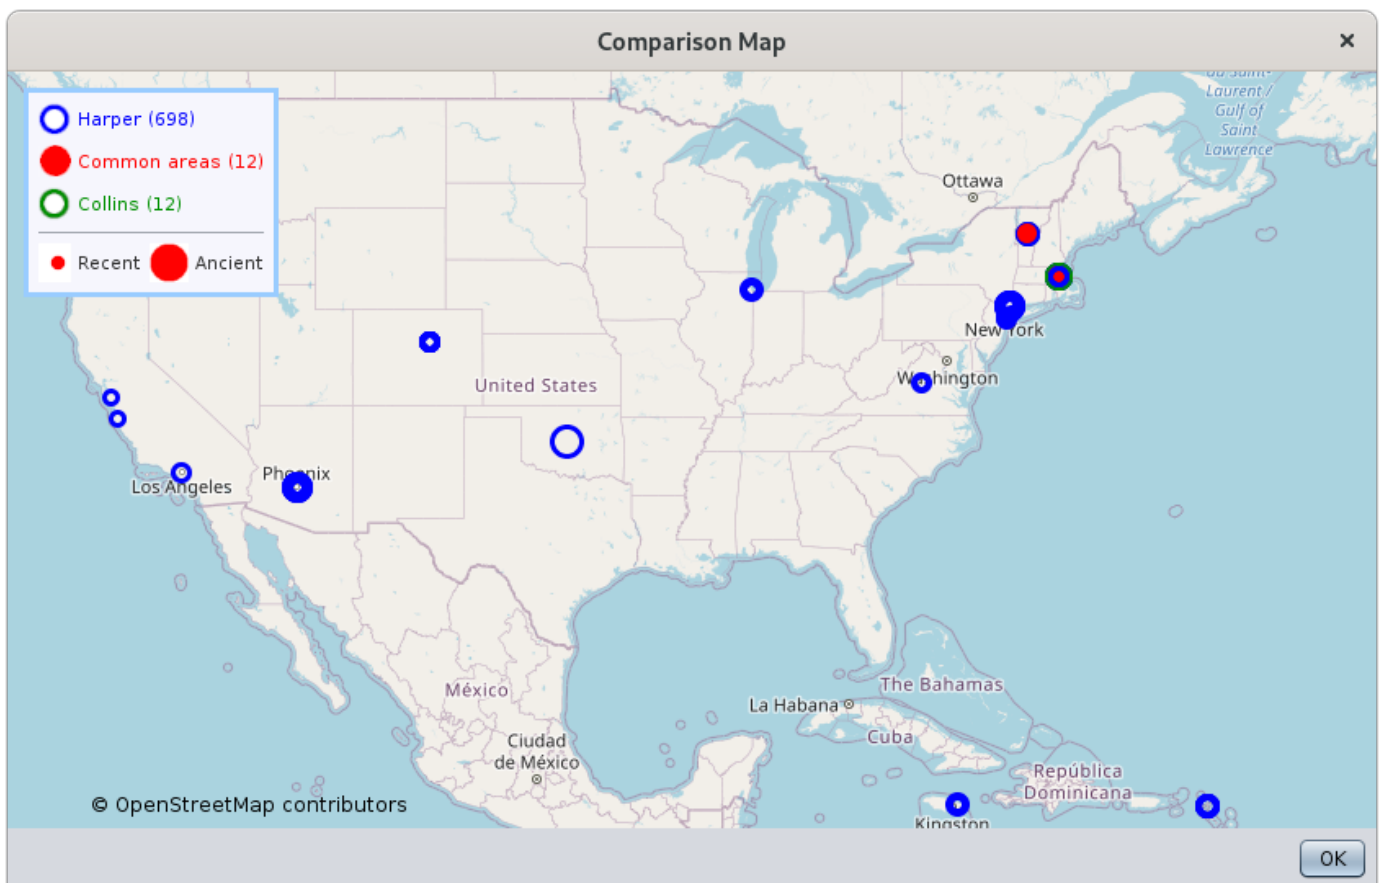 Comparison Map
Harper (698)
Common areas (12)
Collins (12)
Recent
Ancient
du Saint-
Laurent /
Gulf of
Saint
Lawrence
Ottawa
New York
Washington
United States
Phoenix
Los Angeles
México
Ciudad
de México
La Habana
The Bahamas
Cuba
República
Dominicana
Kingston
© OpenStreetMap contributors
OK